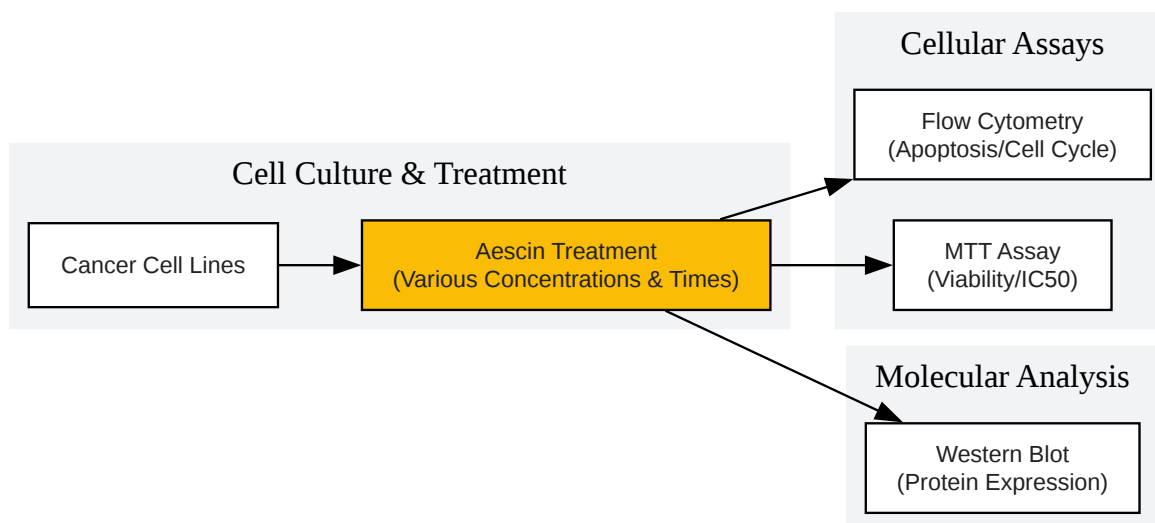 Cell Culture & Treatment
Cancer Cell Lines
Aescin Treatment
(Various Concentrations & Times)
Cellular Assays
Flow Cytometry
(Apoptosis/Cell Cycle)
MTT Assay
(Viability/IC50)
Molecular Analysis
Western Blot
(Protein Expression)